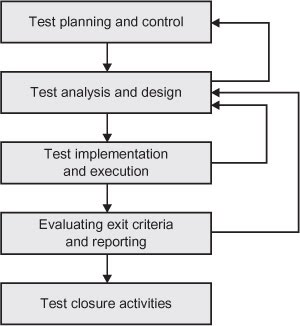 Test planning and control
Test analysis and design
Test implementation
and execution
Evaluating exit criteria
and reporting
Test closure activities